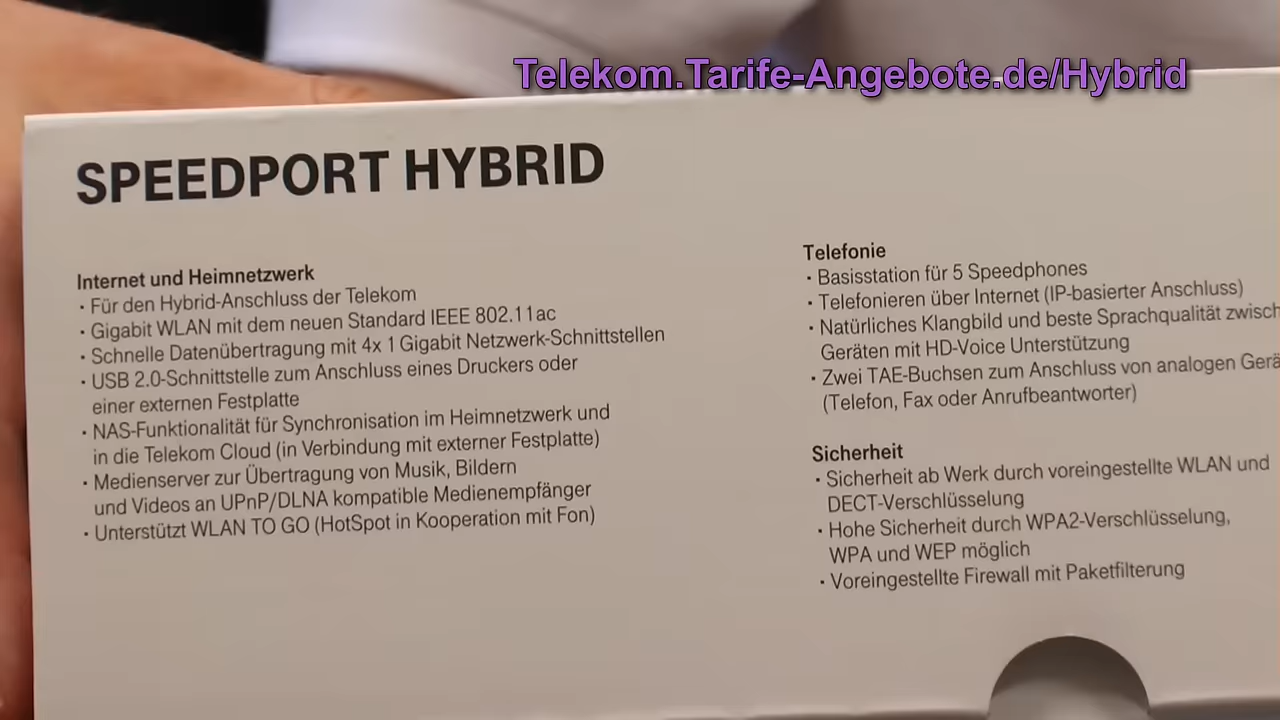 Telekom.Tarife-Angebote.de/Hybrid
SPEEDPORT HYBRID
Internet und Heimnetzwerk
· Für den Hybrid-Anschluss der Telekom
· Gigabit WLAN mit dem neuen Standard IEEE 802.11ac
· Schnelle Datenübertragung mit 4x 1 Gigabit Netzwerk-Schnittstellen
· USB 2.0-Schnittstelle zum Anschluss eines Druckers oder
einer externen Festplatte
· NAS-Funktionalität für Synchronisation im Heimnetzwerk und
in die Telekom Cloud (in Verbindung mit externer Festplatte)
· Medienserver zur Übertragung von Musik, Bildern
und Videos an UPnP/DLNA kompatible Medienempfänger
· Unterstützt WLAN TO GO (HotSpot in Kooperation mit Fon)
Telefonie
· Basisstation für 5 Speedphones
· Telefonieren über Internet (IP-basierter Anschluss)
· Natürliches Klangbild und beste Sprachqualität zwisch
Geräten mit HD-Voice Unterstützung
· Zwei TAE-Buchsen zum Anschluss von analogen Gerä
(Telefon, Fax oder Anrufbeantworter)
Sicherheit
· Sicherheit ab Werk durch voreingestellte WLAN und
DECT-Verschlüsselung
· Hohe Sicherheit durch WPA2-Verschlüsselung,
WPA und WEP möglich
· Voreingestellte Firewall mit Paketfilterung